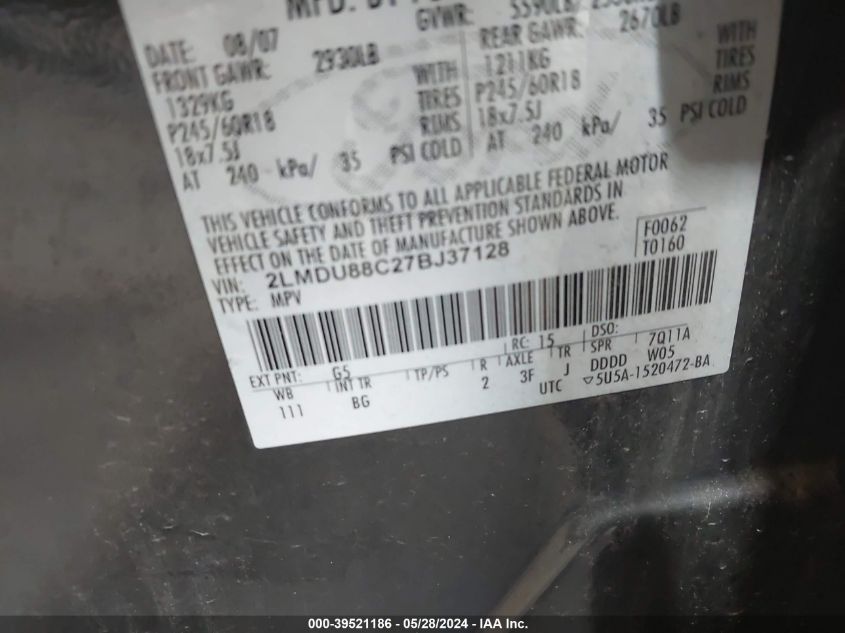 MFD. BY
DATE: 08/07 GVWR: 5590LB
FRONT GAWR: 2930LB REAR GAWR: 2670LB
1329KG WITH 1211KG WITH
P245/60R18 TIRES P245/60R18 TIRES
18x7.5J RIMS 18x7.5J RIMS
AT 240 kPa/ 35 PSI COLD AT 240 kPa/ 35 PSI COLD
THIS VEHICLE CONFORMS TO ALL APPLICABLE FEDERAL MOTOR
VEHICLE SAFETY AND THEFT PREVENTION STANDARDS IN
EFFECT ON THE DATE OF MANUFACTURE SHOWN ABOVE.
VIN: 2LMDU88C27BJ37128 F0062
TYPE: MPV T0160
EXT PNT: G5 RC: 15 DSO:
WB INT TR TP/PS R AXLE TR SPR 7Q11A
111 BG 2 3F J DDDD W05
UTC 5U5A-1520472-BA
000-39521186 - 05/28/2024 - IAA Inc.